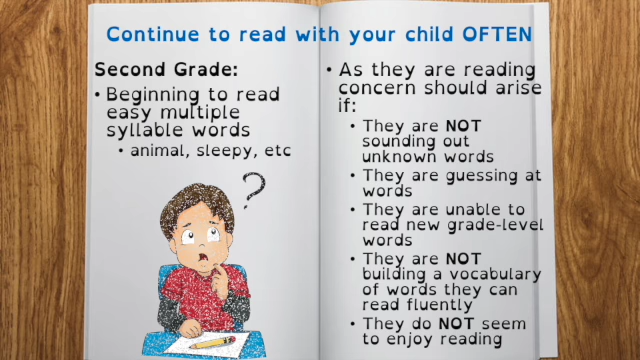 Continue to read with your child OFTEN
Second Grade:
• Beginning to read
easy multiple
syllable words
• animal, sleepy, etc
?
• As they are reading
concern should arise
if:
• They are NOT
sounding out
unknown words
• They are guessing at
words
• They are unable to
read new grade-level
words
• They are NOT
building a vocabulary
of words they can
read fluently
• They do NOT seem
to enjoy reading